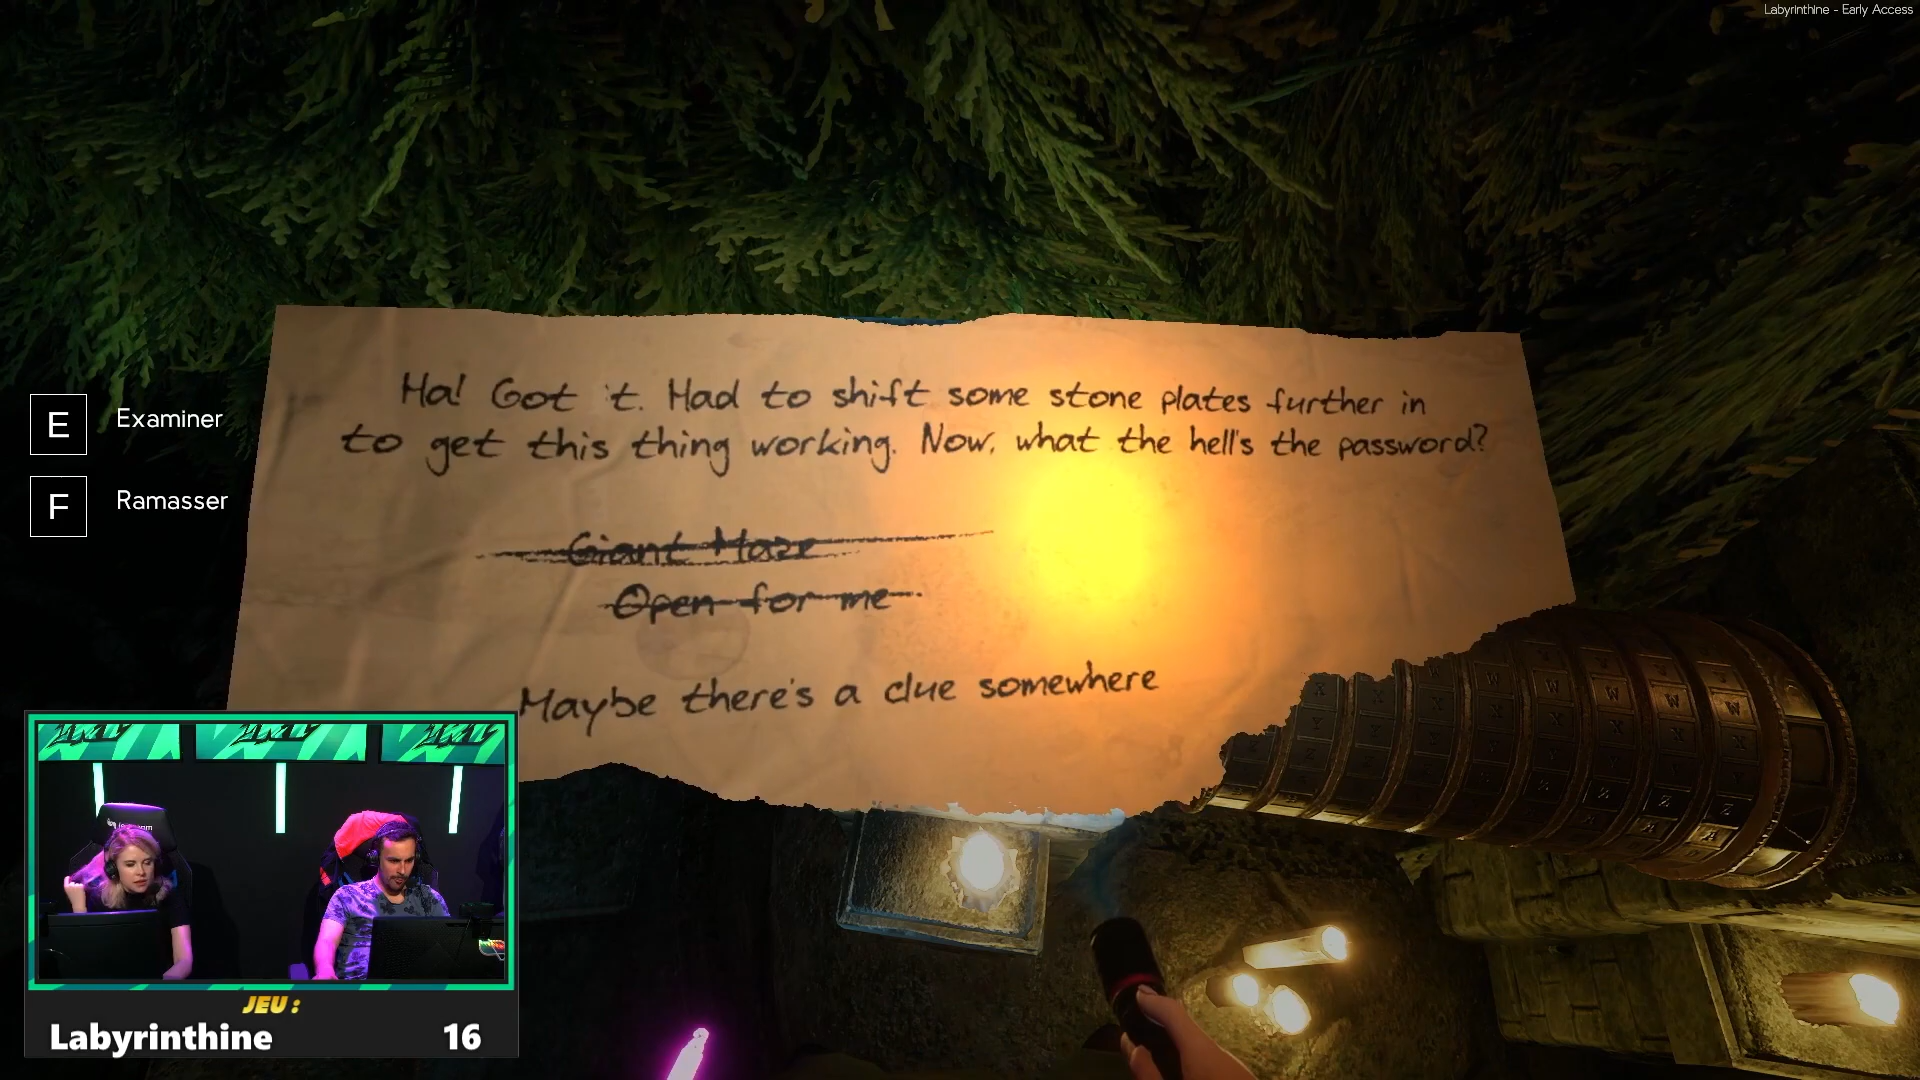 Labyrinthine - Early Access
Ha! Got it. Had to shift some stone plates further in
to get this thing working. Now, what the hell's the password?
E Examiner
F Ramasser
Giant Maze
Open for me
Maybe there's a clue somewhere
JEU :
Labyrinthine 16